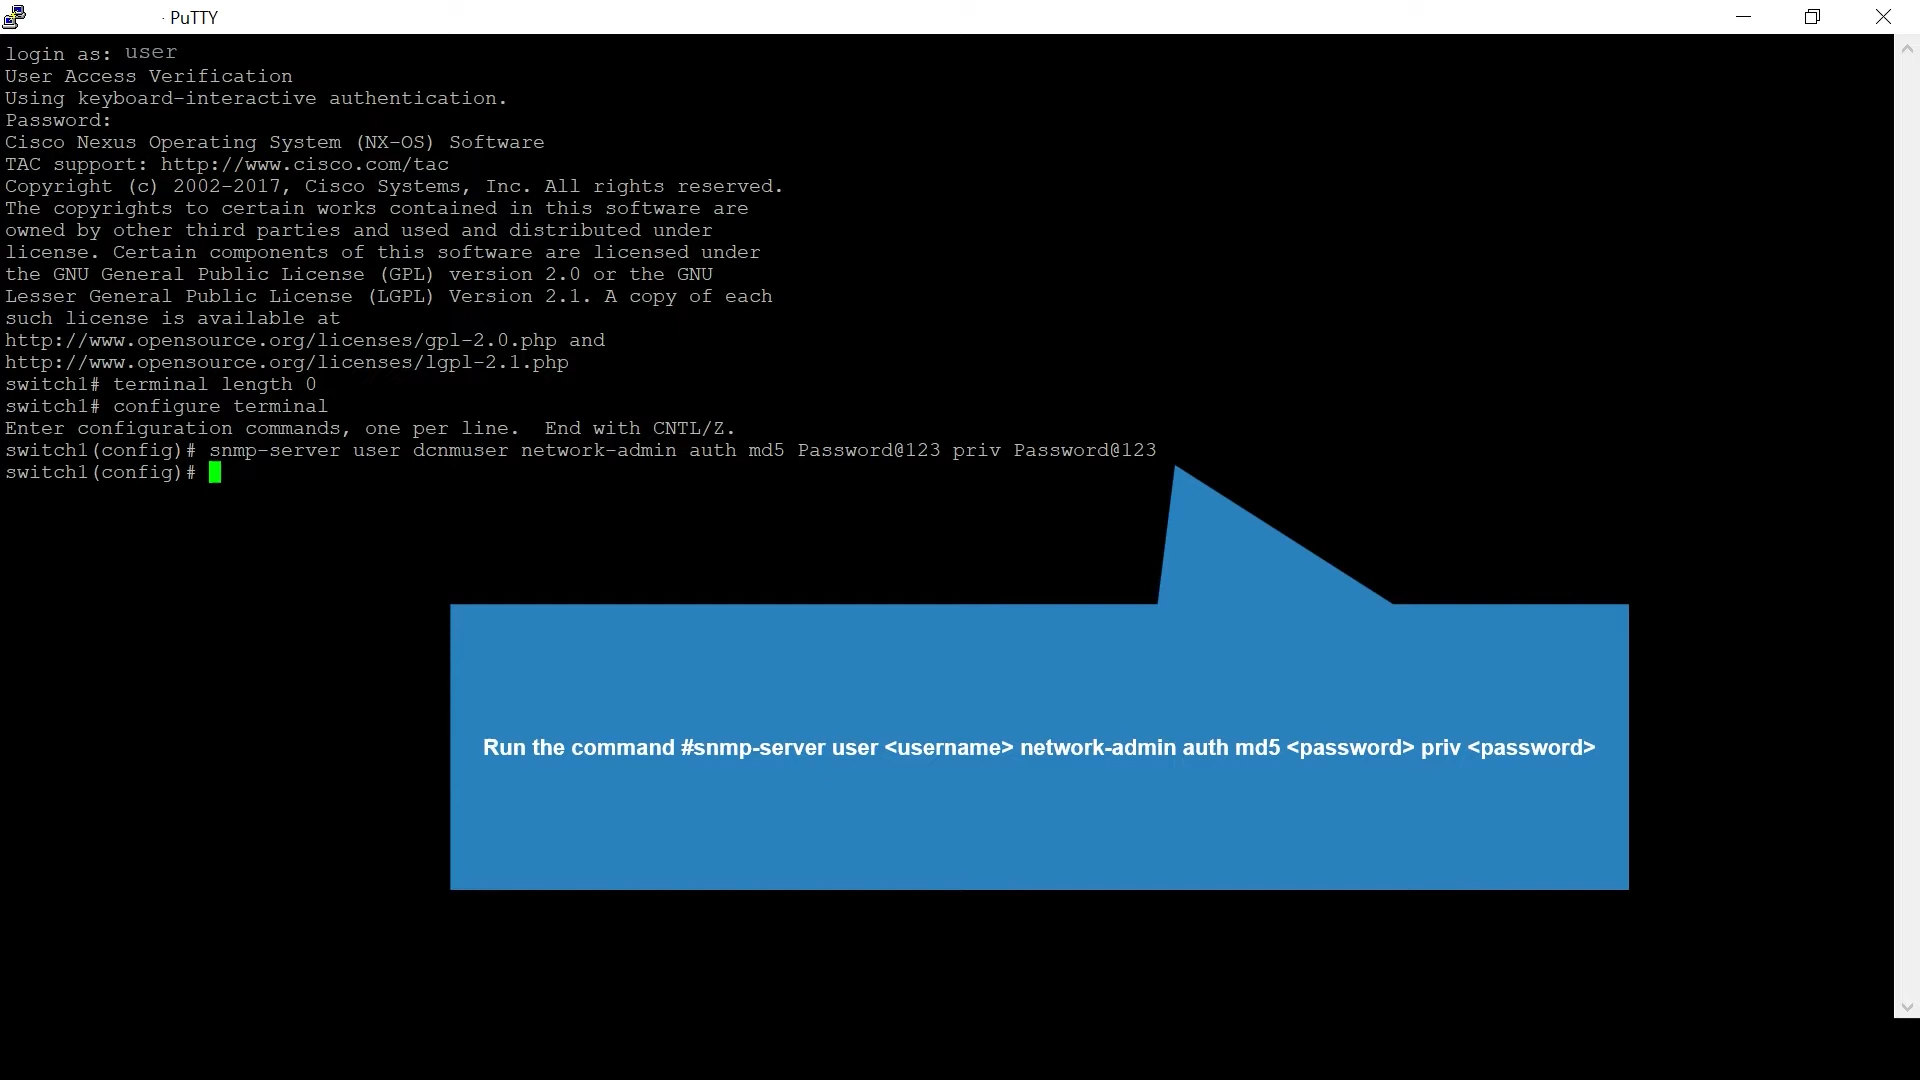 PuTTY
login as: user
User Access Verification
Using keyboard-interactive authentication.
Password:
Cisco Nexus Operating System (NX-OS) Software
TAC support: http://www.cisco.com/tac
Copyright (c) 2002-2017, Cisco Systems, Inc. All rights reserved.
The copyrights to certain works contained in this software are
owned by other third parties and used and distributed under
license. Certain components of this software are licensed under
the GNU General Public License (GPL) version 2.0 or the GNU
Lesser General Public License (LGPL) Version 2.1. A copy of each
such license is available at
http://www.opensource.org/licenses/gpl-2.0.php and
http://www.opensource.org/licenses/lgpl-2.1.php
switch1# terminal length 0
switch1# configure terminal
Enter configuration commands, one per line.  End with CNTL/Z.
switch1(config)# snmp-server user dcnmuser network-admin auth md5 Password@123 priv Password@123
switch1(config)#
Run the command #snmp-server user <username> network-admin auth md5 <password> priv <password>